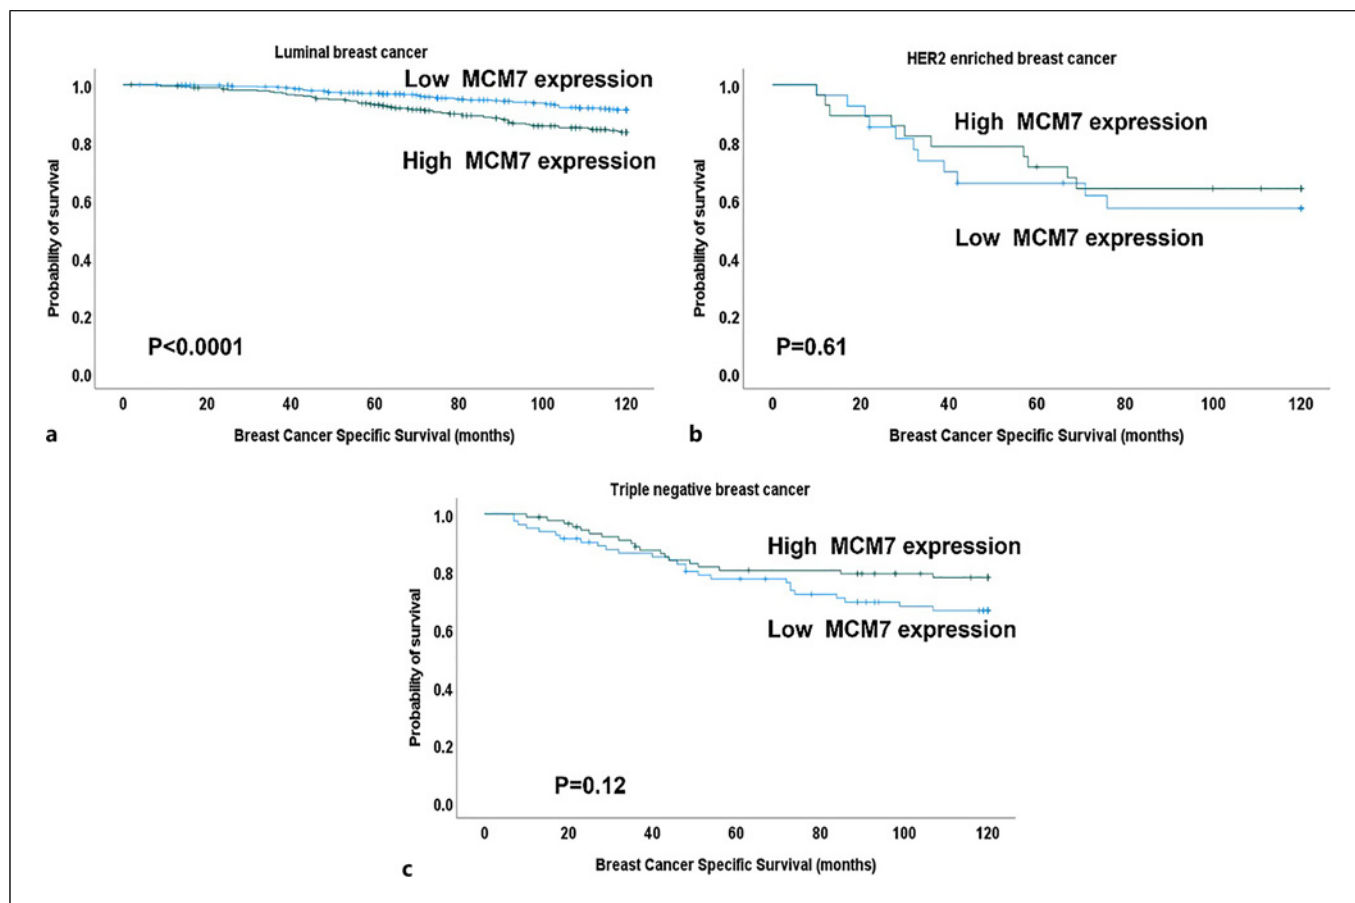 Luminal breast cancer
Probability of survival
1.0
0.8
0.6
0.4
0.2
0.0
Low MCM7 expression
High MCM7 expression
P<0.0001
0 20 40 60 80 100 120
Breast Cancer Specific Survival (months)
a
HER2 enriched breast cancer
Probability of survival
1.0
0.8
0.6
0.4
0.2
0.0
High MCM7 expression
Low MCM7 expression
P=0.61
0 20 40 60 80 100 120
Breast Cancer Specific Survival (months)
b
Triple negative breast cancer
Probability of survival
1.0
0.8
0.6
0.4
0.2
0.0
High MCM7 expression
Low MCM7 expression
P=0.12
0 20 40 60 80 100 120
Breast Cancer Specific Survival (months)
c